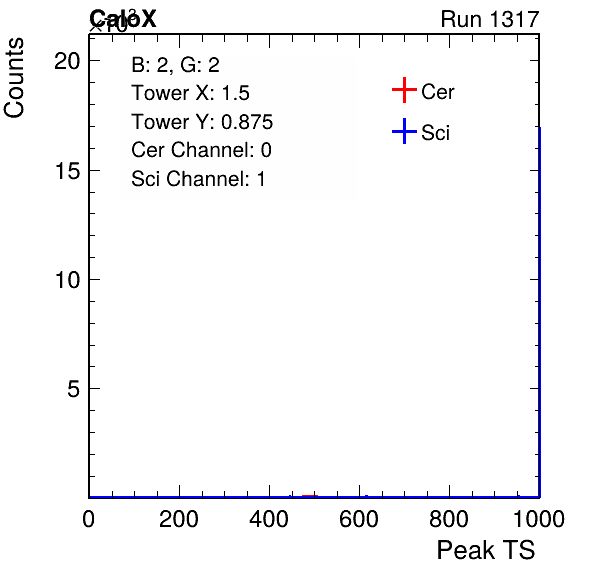 CaloX
×10³
Run 1317
Counts
B: 2, G: 2
Tower X: 1.5
Tower Y: 0.875
Cer Channel: 0
Sci Channel: 1
Cer
Sci
20
15
10
5
0 200 400 600 800 1000
Peak TS